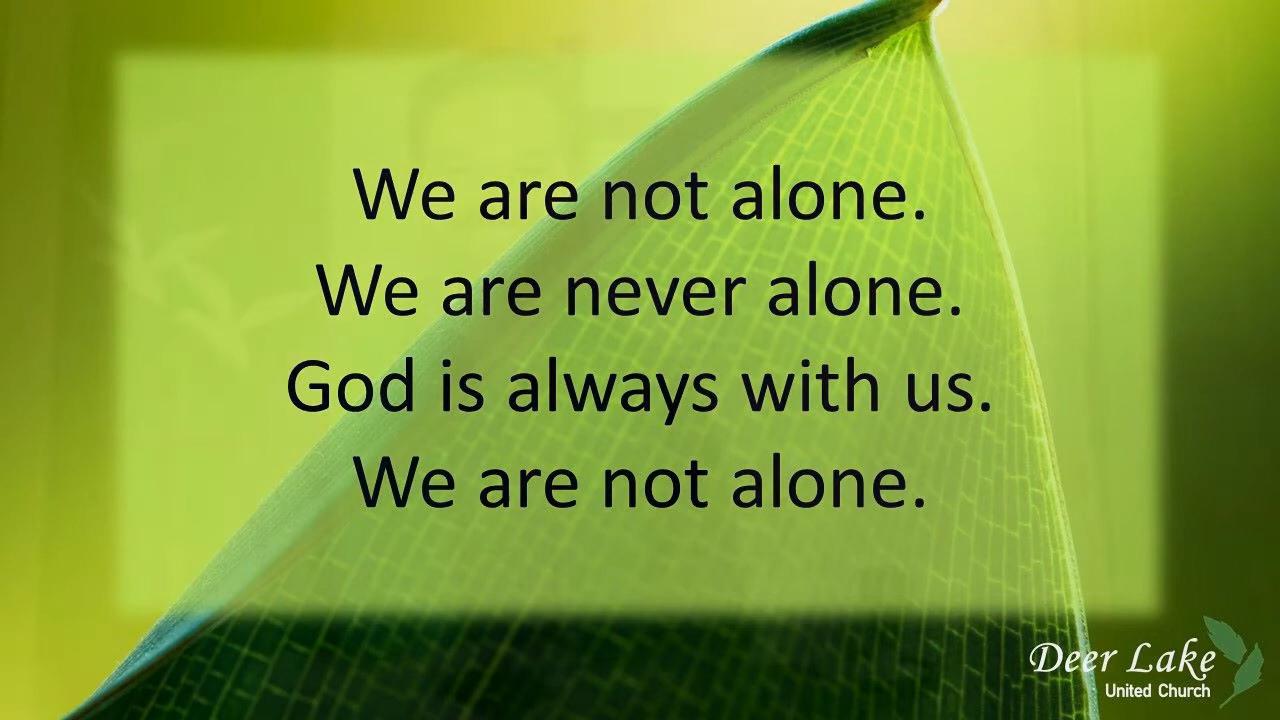 We are not alone.
We are never alone.
God is always with us.
We are not alone.
Deer Lake
United Church